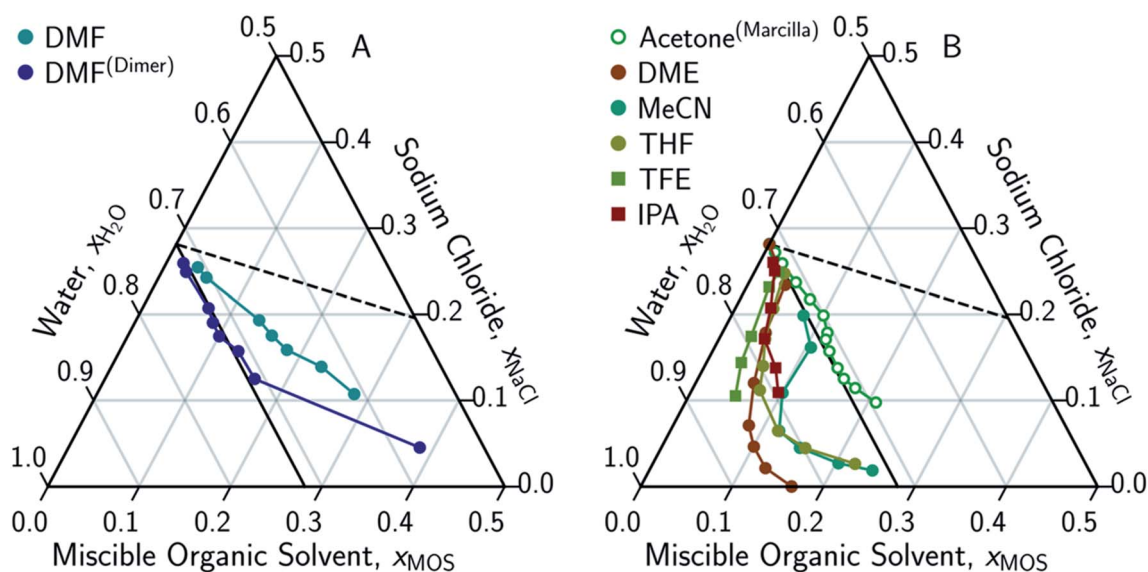 DMF
DMF(Dimer)
A
0.5
0.5
0.6
0.4
0.7
0.3
0.8
0.2
0.9
0.1
1.0
0.0
Water, xH2O
Sodium Chloride, xNaCl
0.0 0.1 0.2 0.3 0.4 0.5
Miscible Organic Solvent, xMOS
Acetone(Marcilla)
DME
MeCN
THF
TFE
IPA
B
0.5
0.5
0.6
0.4
0.7
0.3
0.8
0.2
0.9
0.1
1.0
0.0
Water, xH2O
Sodium Chloride, xNaCl
0.0 0.1 0.2 0.3 0.4 0.5
Miscible Organic Solvent, xMOS